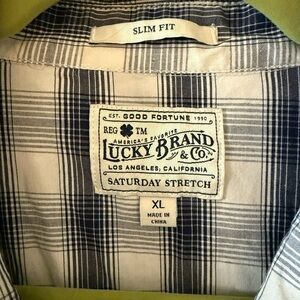 SLIM FIT
EST. GOOD FORTUNE 1990
REG TM
AMERICA'S FAVORITE
LUCKY BRAND
& CO.
LOS ANGELES, CALIFORNIA
SATURDAY STRETCH
XL
MADE IN
CHINA